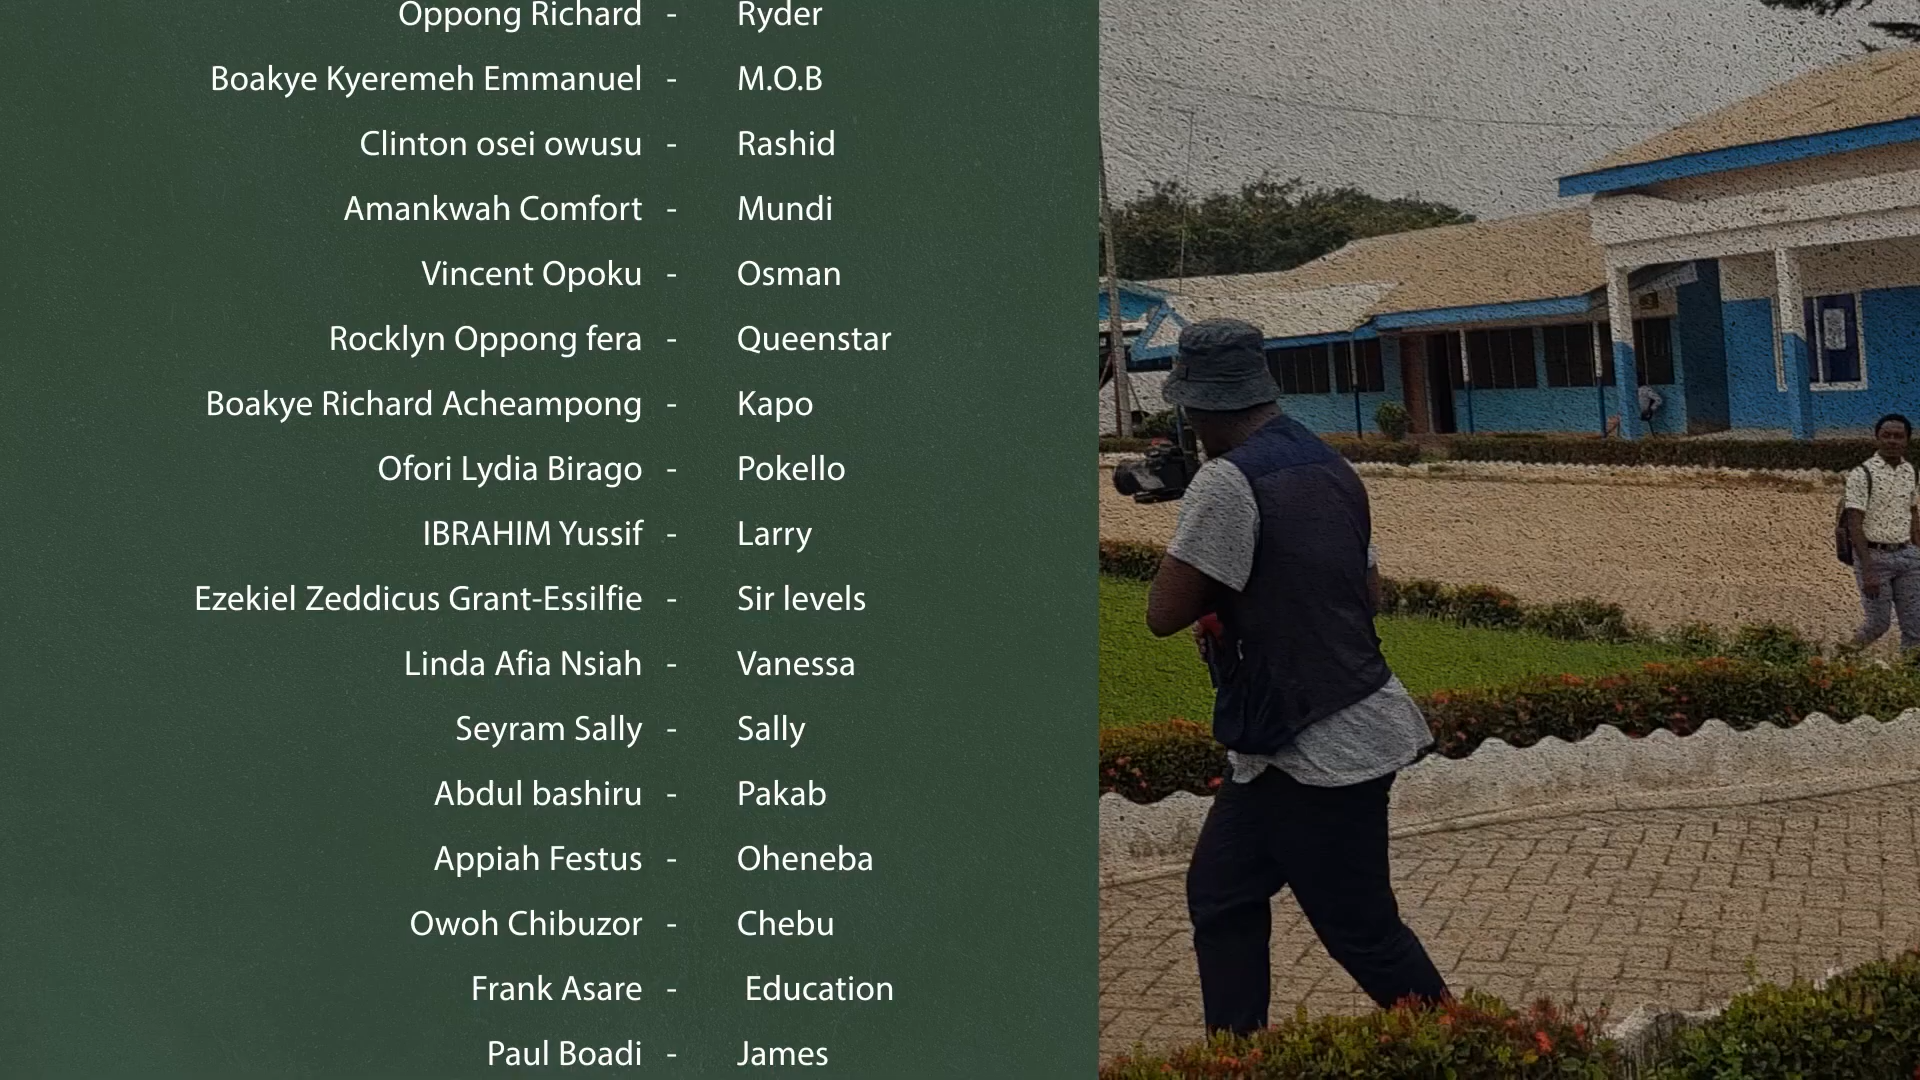 Oppong Richard - Ryder
Boakye Kyeremeh Emmanuel - M.O.B
Clinton osei owusu - Rashid
Amankwah Comfort - Mundi
Vincent Opoku - Osman
Rocklyn Oppong fera - Queenstar
Boakye Richard Acheampong - Kapo
Ofori Lydia Birago - Pokello
IBRAHIM Yussif - Larry
Ezekiel Zeddicus Grant-Essilfie - Sir levels
Linda Afia Nsiah - Vanessa
Seyram Sally - Sally
Abdul bashiru - Pakab
Appiah Festus - Oheneba
Owoh Chibuzor - Chebu
Frank Asare - Education
Paul Boadi - James